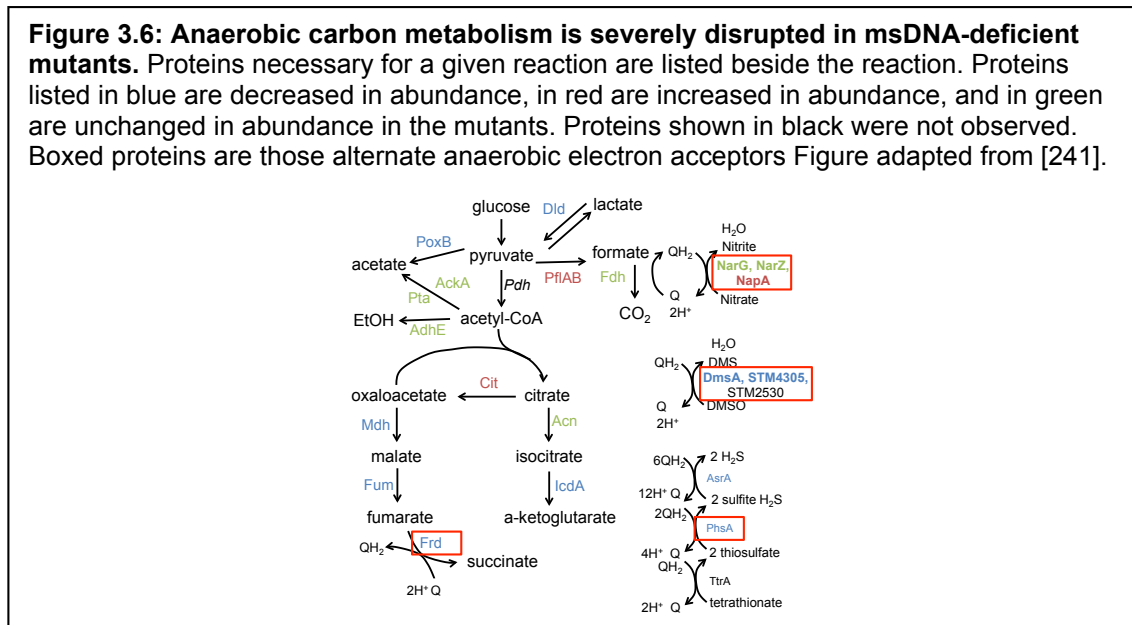 Figure 3.6: Anaerobic carbon metabolism is severely disrupted in msDNA-deficient
mutants. Proteins necessary for a given reaction are listed beside the reaction. Proteins
listed in blue are decreased in abundance, in red are increased in abundance, and in green
are unchanged in abundance in the mutants. Proteins shown in black were not observed.
Boxed proteins are those alternate anaerobic electron acceptors Figure adapted from [241].
glucose
Dld
lactate
PoxB
pyruvate
acetate
AckA
Pta
Pdh
PflAB
formate
Fdh
CO₂
EtOH
AdhE
acetyl-CoA
oxaloacetate
Cit
citrate
Mdh
Acn
malate
isocitrate
Fum
IcdA
fumarate
a-ketoglutarate
Frd
QH₂
succinate
2H⁺ Q
H₂O
QH₂
Nitrite
NarG, NarZ,
NapA
Q
Nitrate
2H⁺
H₂O
QH₂
DMS
DmsA, STM4305,
STM2530
Q
DMSO
2H⁺
6QH₂
2 H₂S
AsrA
12H⁺ Q
2 sulfite H₂S
2QH₂
PhsA
4H⁺ Q
2 thiosulfate
QH₂
TtrA
2H⁺ Q
tetrathionate